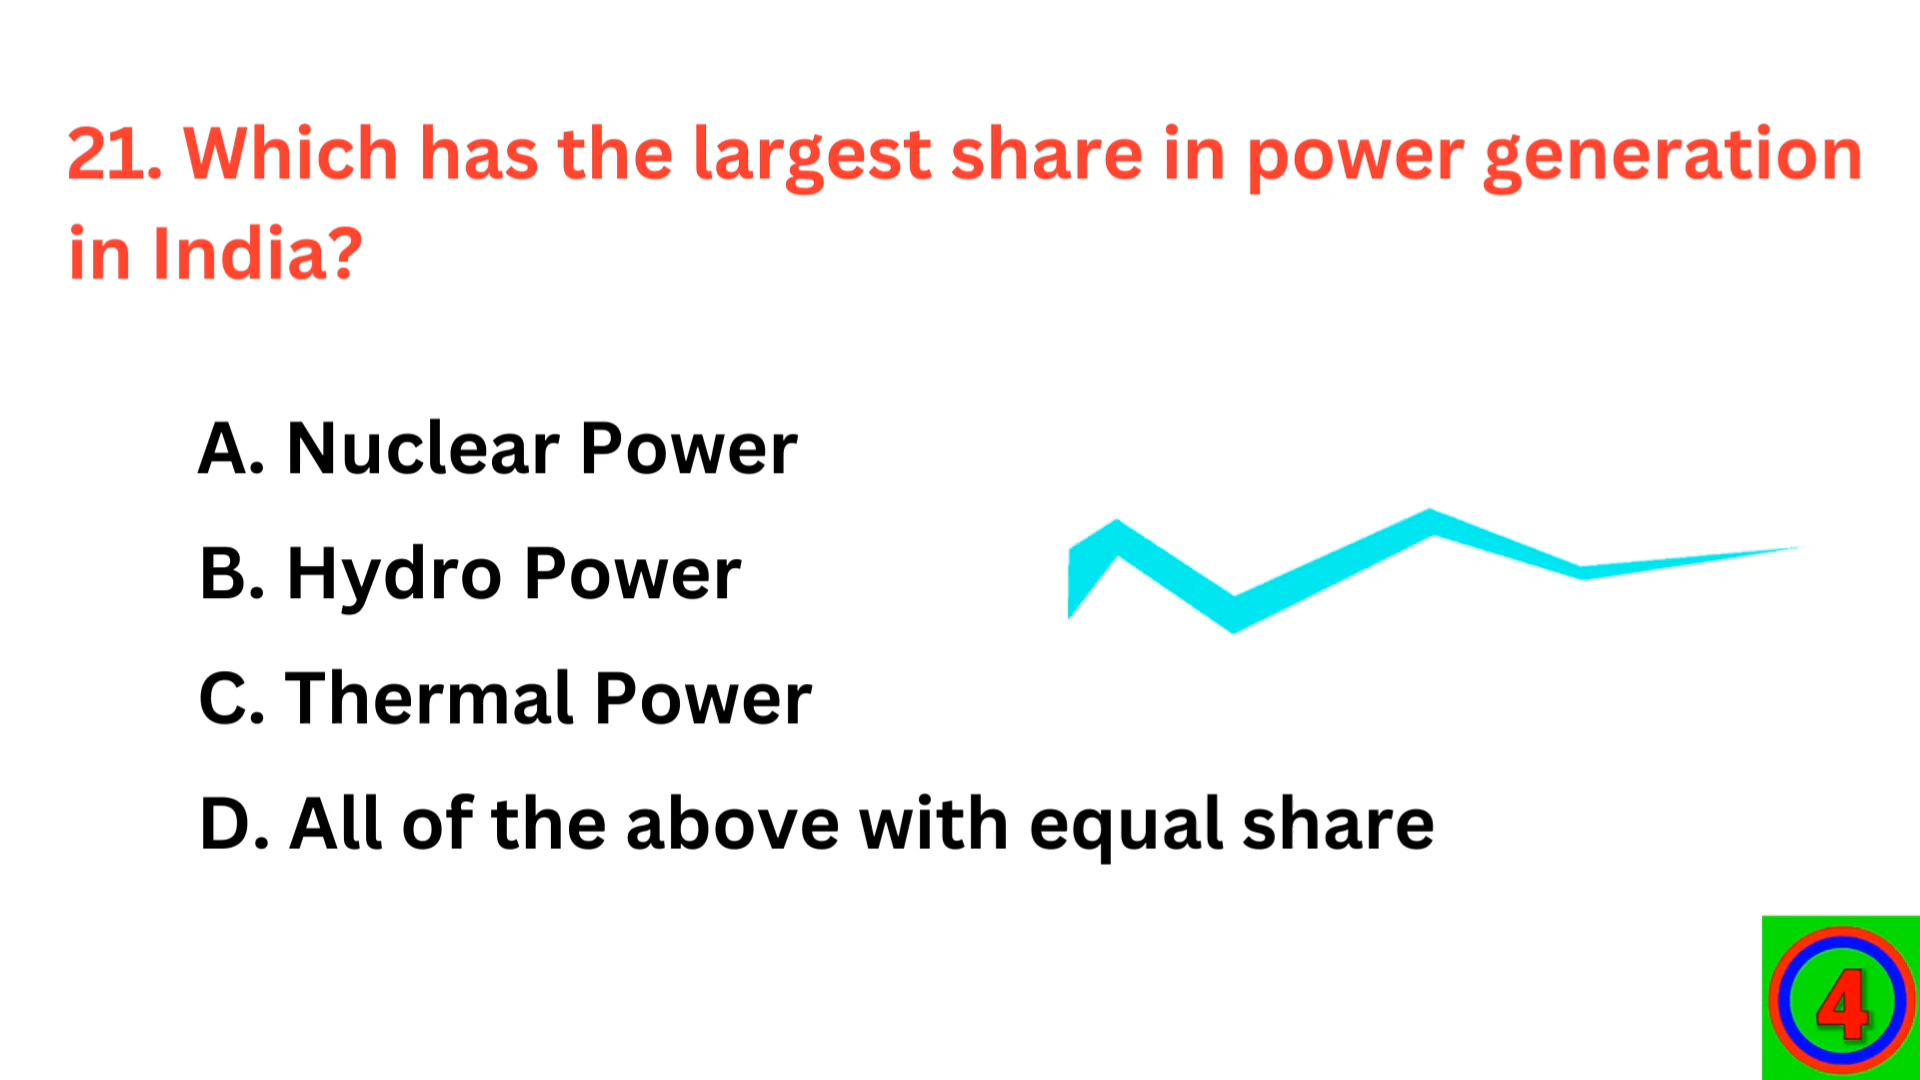 21. Which has the largest share in power generation
in India?
A. Nuclear Power
B. Hydro Power
C. Thermal Power
D. All of the above with equal share
4